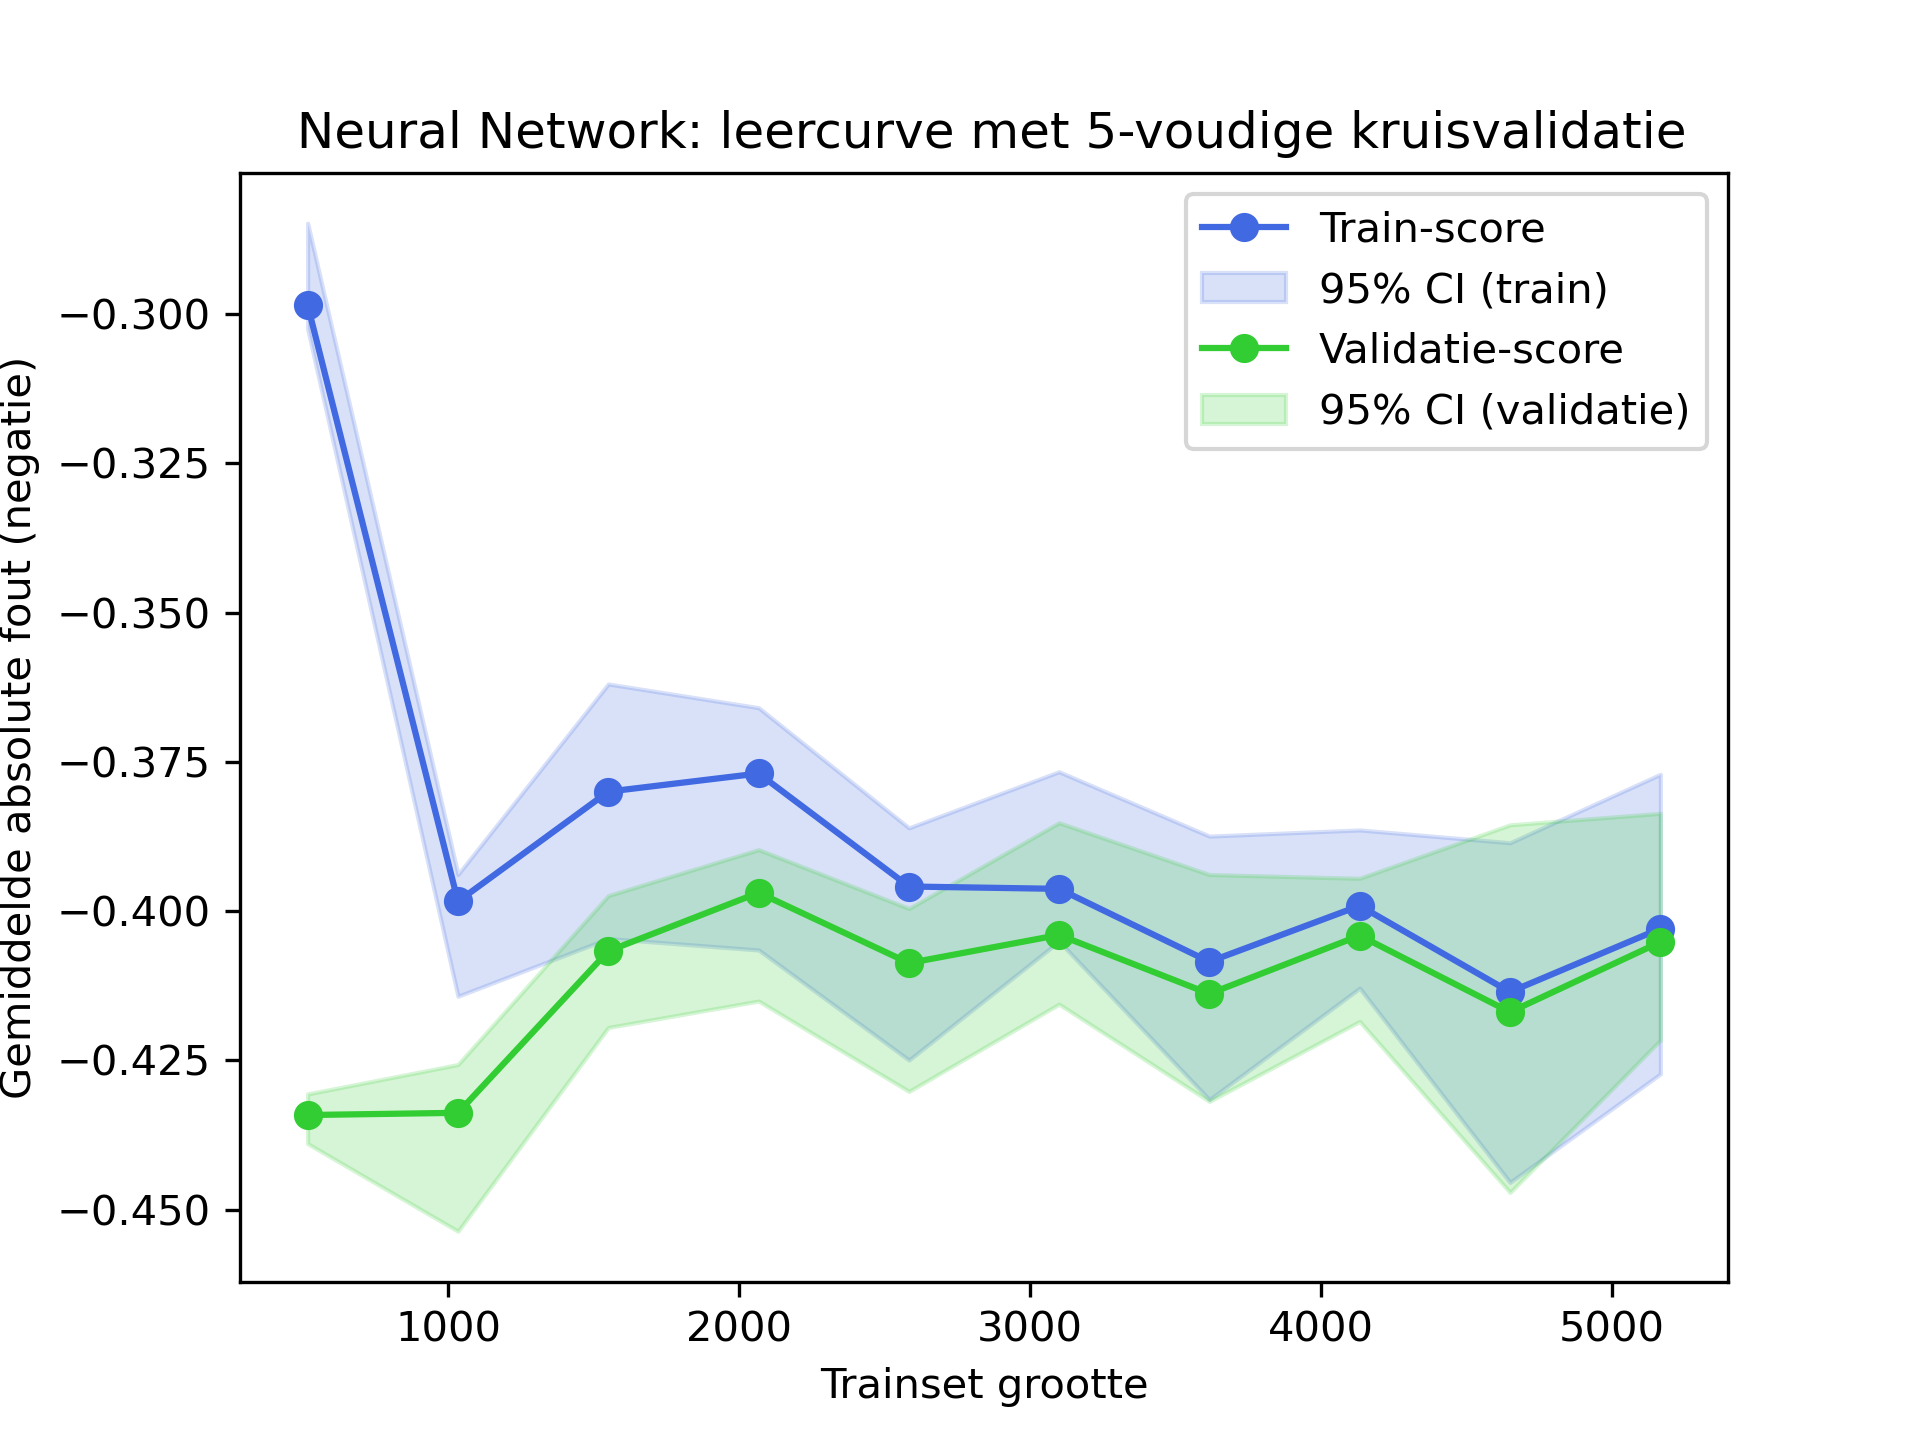 Neural Network: leercurve met 5-voudige kruisvalidatie
Train-score
95% CI (train)
Validatie-score
95% CI (validatie)
Gemiddelde absolute fout (negatie)
−0.300
−0.325
−0.350
−0.375
−0.400
−0.425
−0.450
1000 2000 3000 4000 5000
Trainset grootte